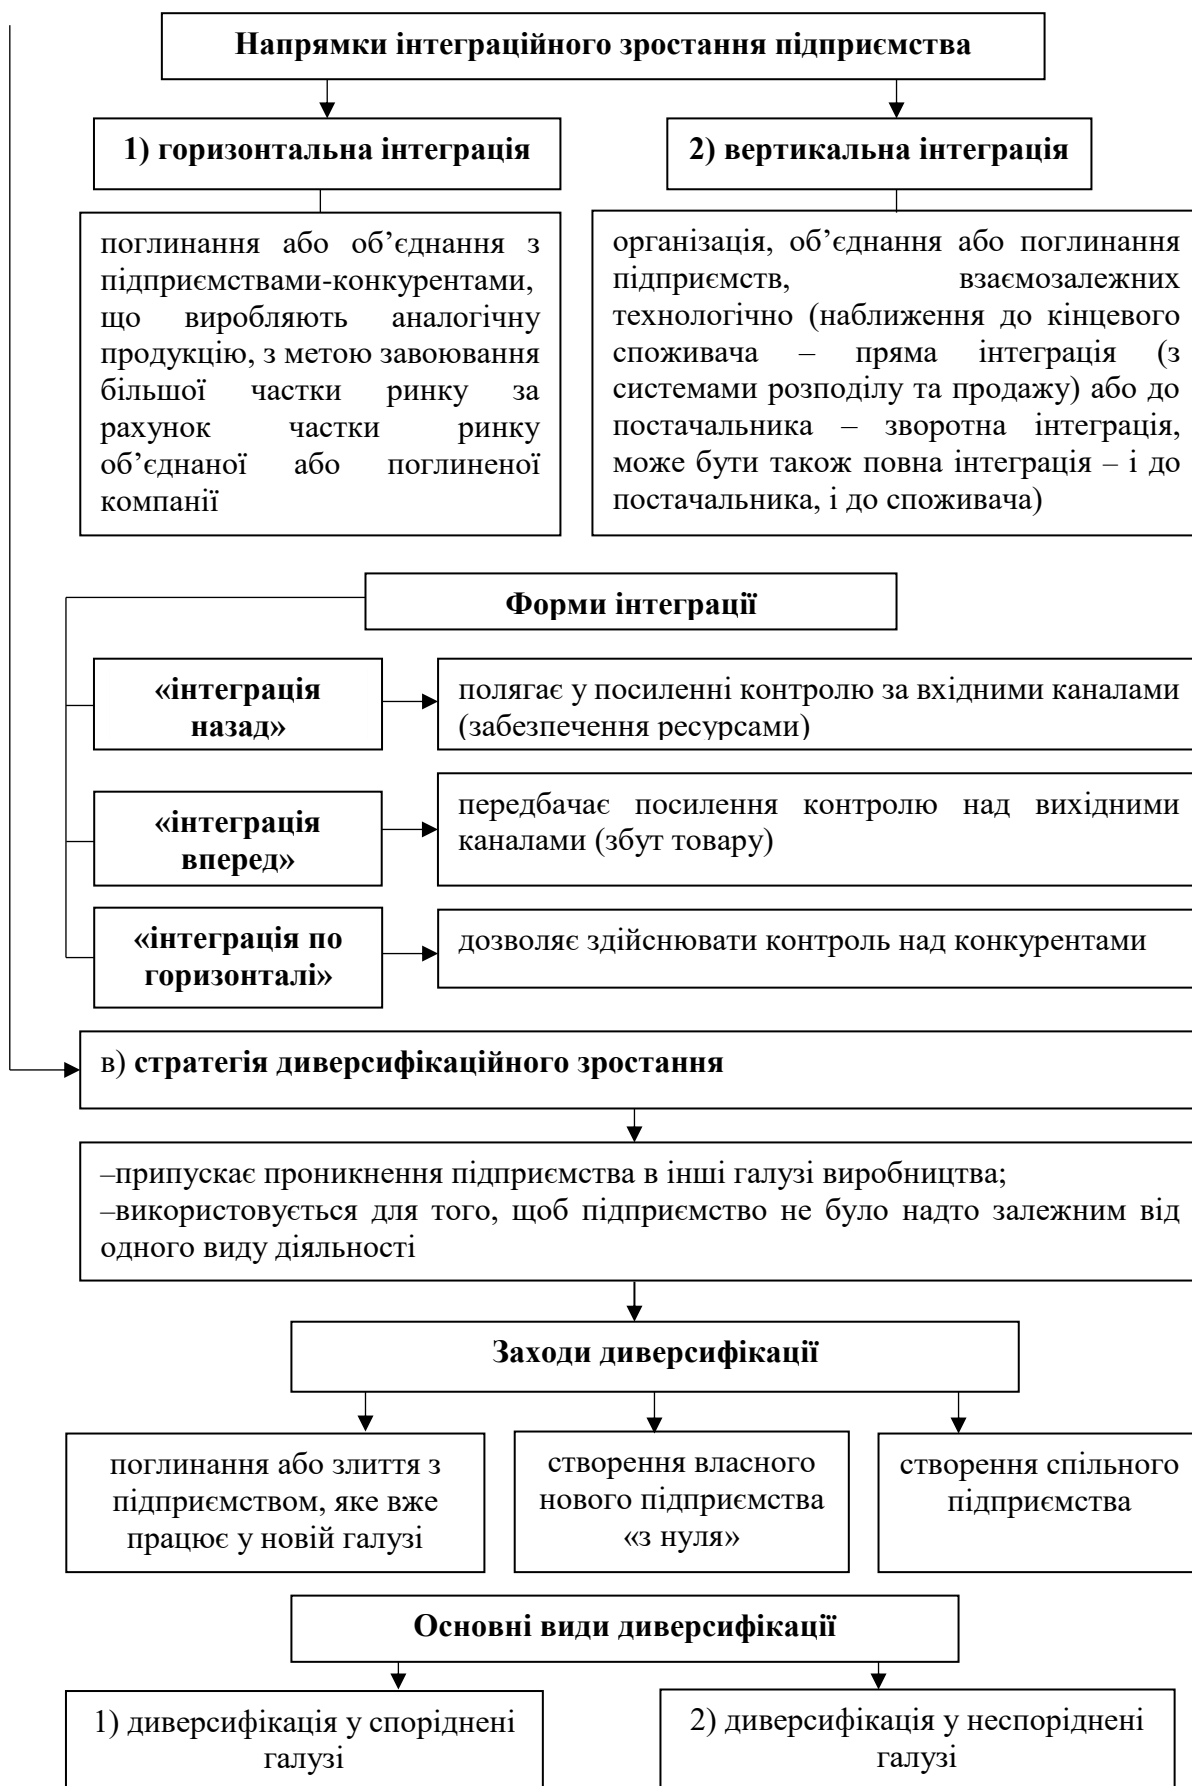 Напрямки інтеграційного зростання підприємства
1) горизонтальна інтеграція
2) вертикальна інтеграція
поглинання або об’єднання з
підприємствами-конкурентами,
що виробляють аналогічну
продукцію, з метою завоювання
більшої частки ринку за
рахунок частки ринку
об’єднаної або поглиненої
компанії
організація, об’єднання або поглинання
підприємств, взаємозалежних
технологічно (наближення до кінцевого
споживача – пряма інтеграція (з
системами розподілу та продажу) або до
постачальника – зворотна інтеграція,
може бути також повна інтеграція – і до
постачальника, і до споживача)
Форми інтеграції
«інтеграція
назад»
полягає у посиленні контролю за вхідними каналами
(забезпечення ресурсами)
«інтеграція
вперед»
передбачає посилення контролю над вихідними
каналами (збут товару)
«інтеграція по
горизонталі»
дозволяє здійснювати контроль над конкурентами
в) стратегія диверсифікаційного зростання
–припускає проникнення підприємства в інші галузі виробництва;
–використовується для того, щоб підприємство не було надто залежним від
одного виду діяльності
Заходи диверсифікації
поглинання або злиття з
підприємством, яке вже
працює у новій галузі
створення власного
нового підприємства
«з нуля»
створення спільного
підприємства
Основні види диверсифікації
1) диверсифікація у споріднені
галузі
2) диверсифікація у неспоріднені
галузі